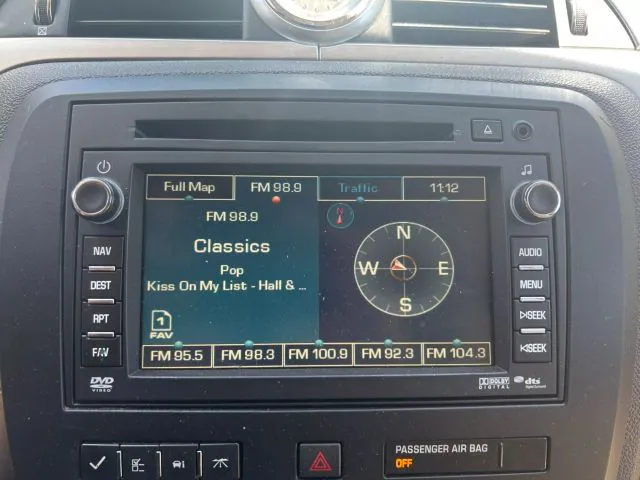 Full Map FM 98.9 Traffic 11:12
FM 98.9
Classics
Pop
Kiss On My List - Hall & ...
1
FAV
N
N
W E
S
FM 95.5 FM 98.3 FM 100.9 FM 92.3 FM 104.3
NAV
DEST
RPT
FAV
AUDIO
MENU
SEEK
SEEK
DVD
VIDEO
DOLBY
DIGITAL
dts
Digital Surround
PASSENGER AIR BAG
OFF